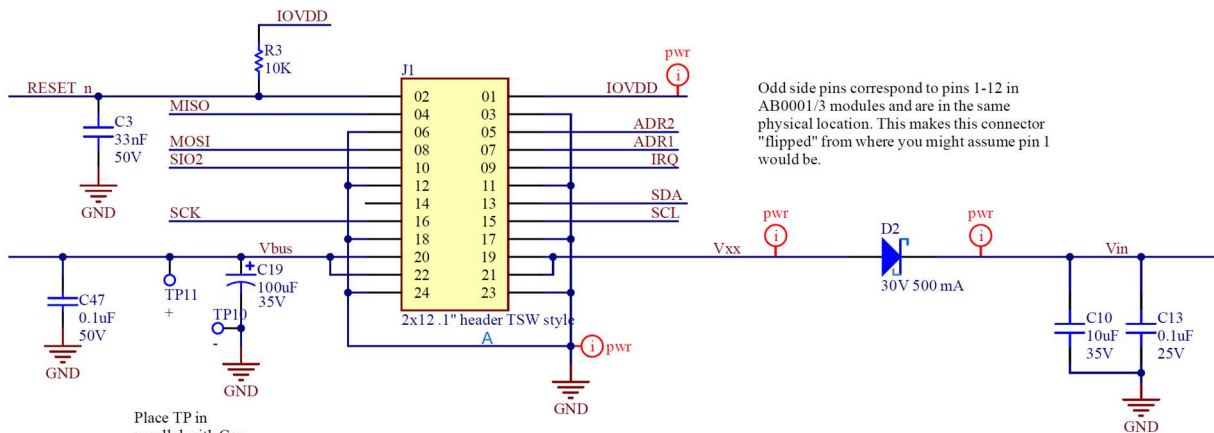 IOVDD
R3
10K
RESET_n
C3
33nF
50V
GND
MISO
MOSI
SIO2
SCK
J1
02 01
04 03
06 05
08 07
10 09
12 11
14 13
16 15
18 17
20 19
22 21
24 23
2x12 .1" header TSW style
A
IOVDD
pwr
i
ADR2
ADR1
IRQ
SDA
SCL
Odd side pins correspond to pins 1-12 in
AB0001/3 modules and are in the same
physical location. This makes this connector
"flipped" from where you might assume pin 1
would be.
Vbus
C47
0.1uF
50V
GND
TP11
+
C19
+
100uF
35V
TP10
-
GND
i
pwr
GND
Vxx
pwr
i
D2
30V 500 mA
pwr
i
Vin
C10
10uF
35V
C13
0.1uF
25V
GND
Place TP in